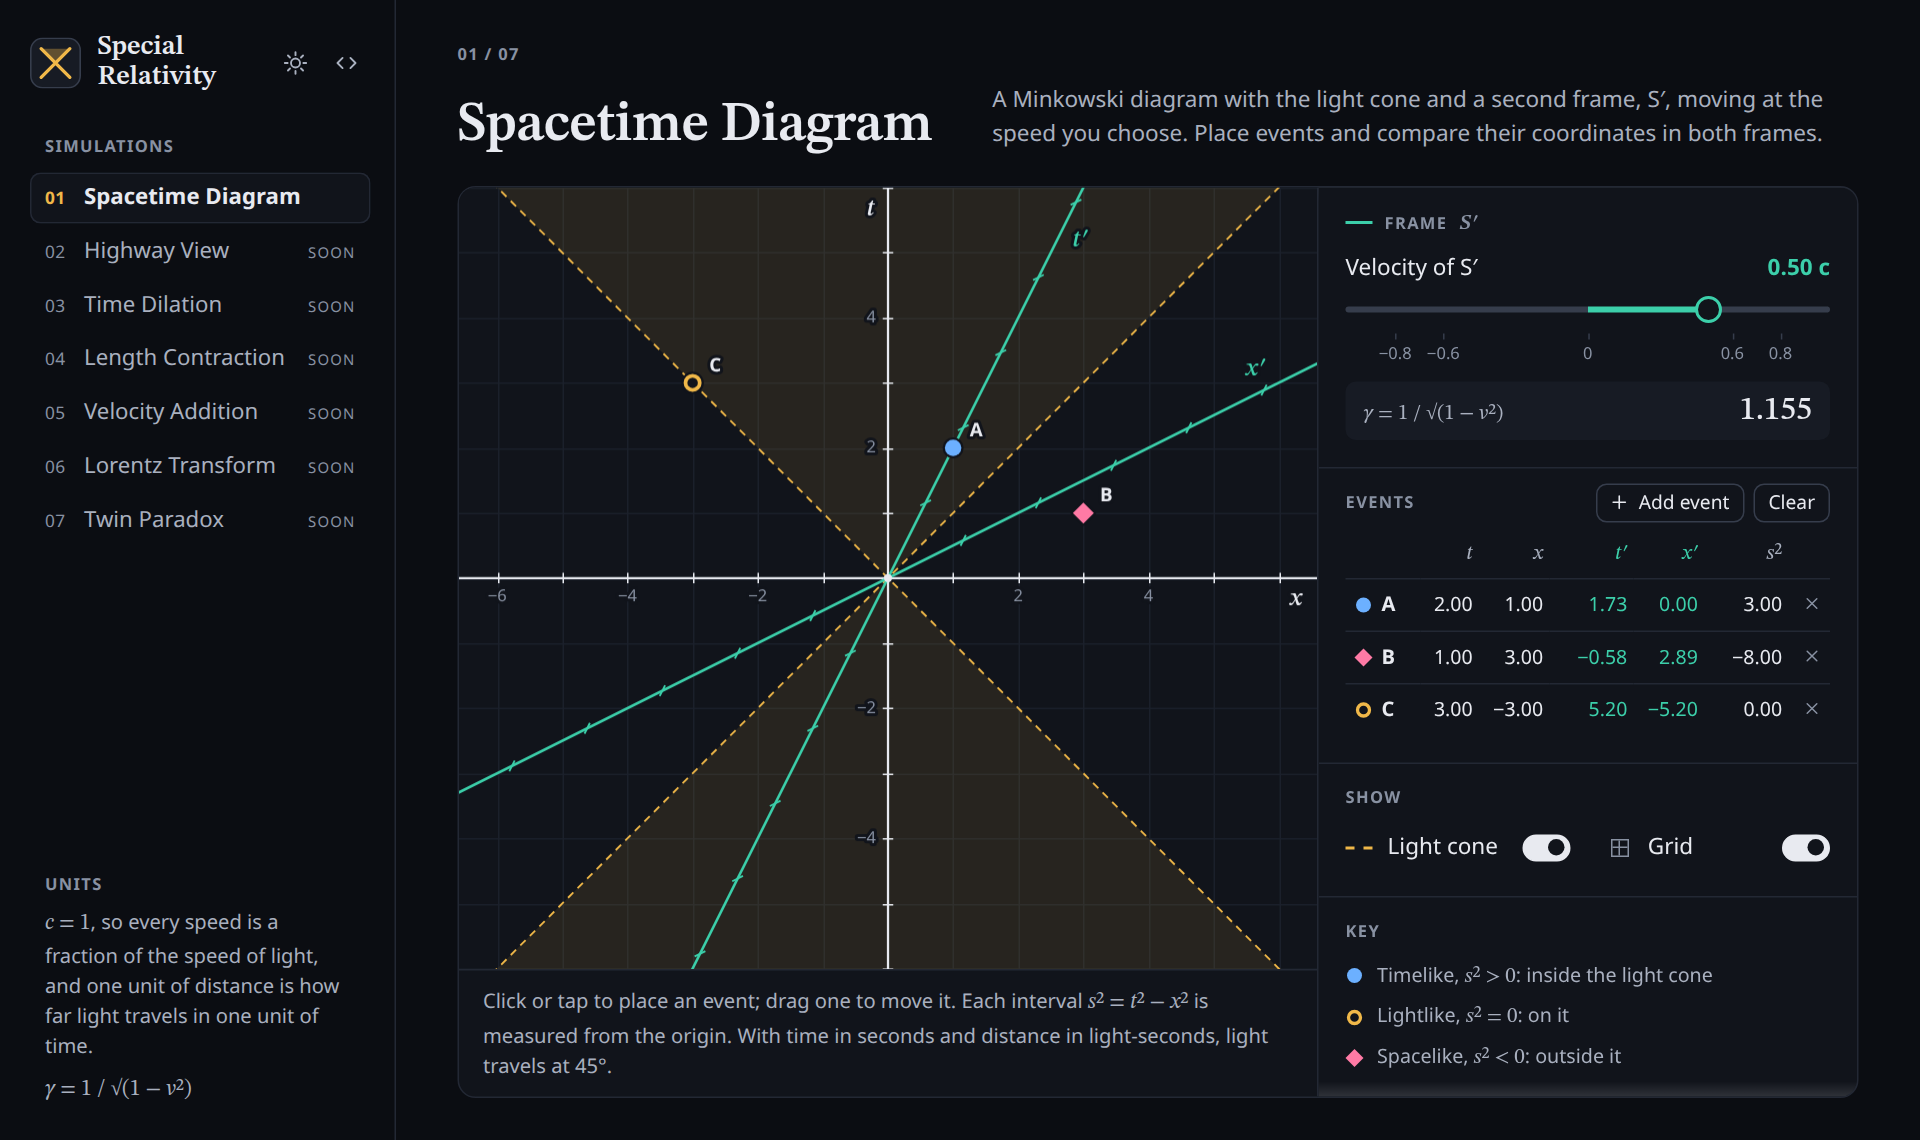 Special
Relativity
SIMULATIONS
01 Spacetime Diagram
02 Highway View SOON
03 Time Dilation SOON
04 Length Contraction SOON
05 Velocity Addition SOON
06 Lorentz Transform SOON
07 Twin Paradox SOON
UNITS
c = 1, so every speed is a
fraction of the speed of light,
and one unit of distance is how
far light travels in one unit of
time.
γ = 1 / √(1 − v²)
01 / 07
Spacetime Diagram
A Minkowski diagram with the light cone and a second frame, S′, moving at the
speed you choose. Place events and compare their coordinates in both frames.
t
t′
4
C
x′
A
2
B
−6 −4 −2 2 4 x
−2
−4
Click or tap to place an event; drag one to move it. Each interval s² = t² − x² is
measured from the origin. With time in seconds and distance in light-seconds, light
travels at 45°.
FRAME S′
Velocity of S′ 0.50 c
−0.8 −0.6 0 0.6 0.8
γ = 1 / √(1 − v²) 1.155
EVENTS + Add event Clear
t x t′ x′ s²
A 2.00 1.00 1.73 0.00 3.00 ×
B 1.00 3.00 −0.58 2.89 −8.00 ×
C 3.00 −3.00 5.20 −5.20 0.00 ×
SHOW
Light cone Grid
KEY
Timelike, s² > 0: inside the light cone
Lightlike, s² = 0: on it
Spacelike, s² < 0: outside it